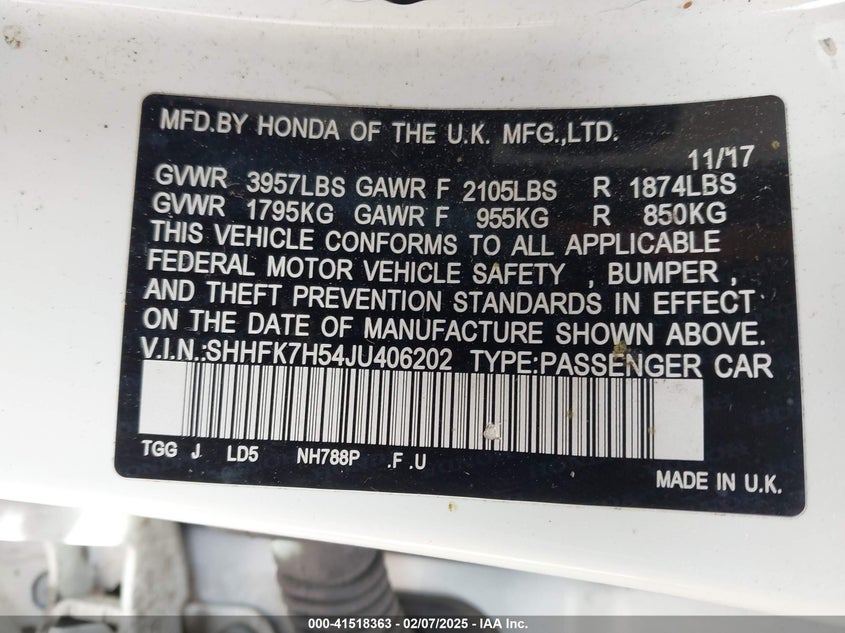 MFD.BY HONDA OF THE U.K. MFG.,LTD.
11/17
GVWR 3957LBS GAWR F 2105LBS R 1874LBS
GVWR 1795KG GAWR F 955KG R 850KG
THIS VEHICLE CONFORMS TO ALL APPLICABLE
FEDERAL MOTOR VEHICLE SAFETY , BUMPER ,
AND THEFT PREVENTION STANDARDS IN EFFECT
ON THE DATE OF MANUFACTURE SHOWN ABOVE.
V.I.N.:SHHFK7H54JU406202 TYPE:PASSENGER CAR
TGG J LD5 NH788P .F .U
MADE IN U.K.
000-41518363 - 02/07/2025 - IAA Inc.